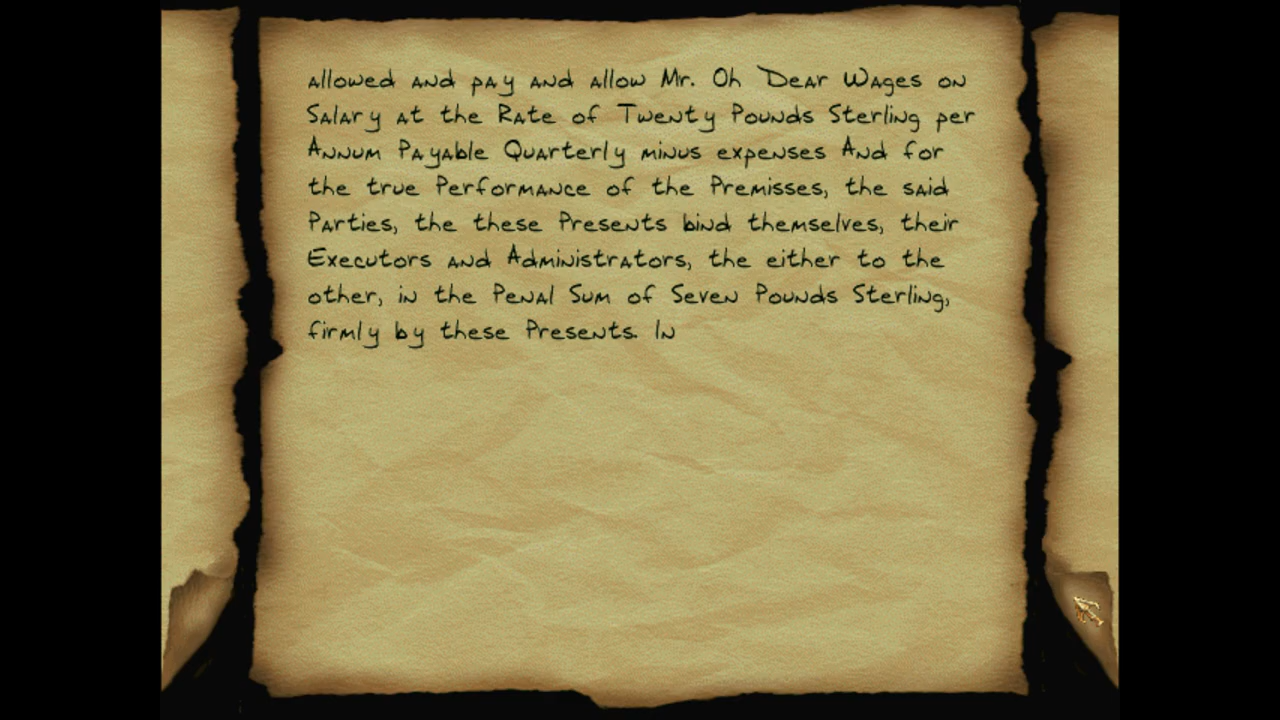 allowed and pay and allow Mr. Oh Dear Wages on
Salary at the Rate of Twenty Pounds Sterling per
Annum Payable Quarterly minus expenses And for
the true Performance of the Premisses, the said
Parties, the these Presents bind themselves, their
Executors and Administrators, the either to the
other, in the Penal Sum of Seven Pounds Sterling,
firmly by these Presents. In